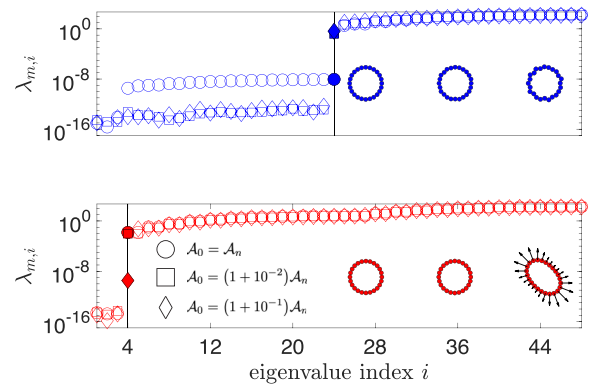 λ_{m,i}
10^0
10^{-8}
10^{-16}
λ_{m,i}
10^0
10^{-8}
10^{-16}
𝒜_0 = 𝒜_n
𝒜_0 = (1+10^{-2})𝒜_n
𝒜_0 = (1+10^{-1})𝒜_n
4 12 20 28 36 44
eigenvalue index i